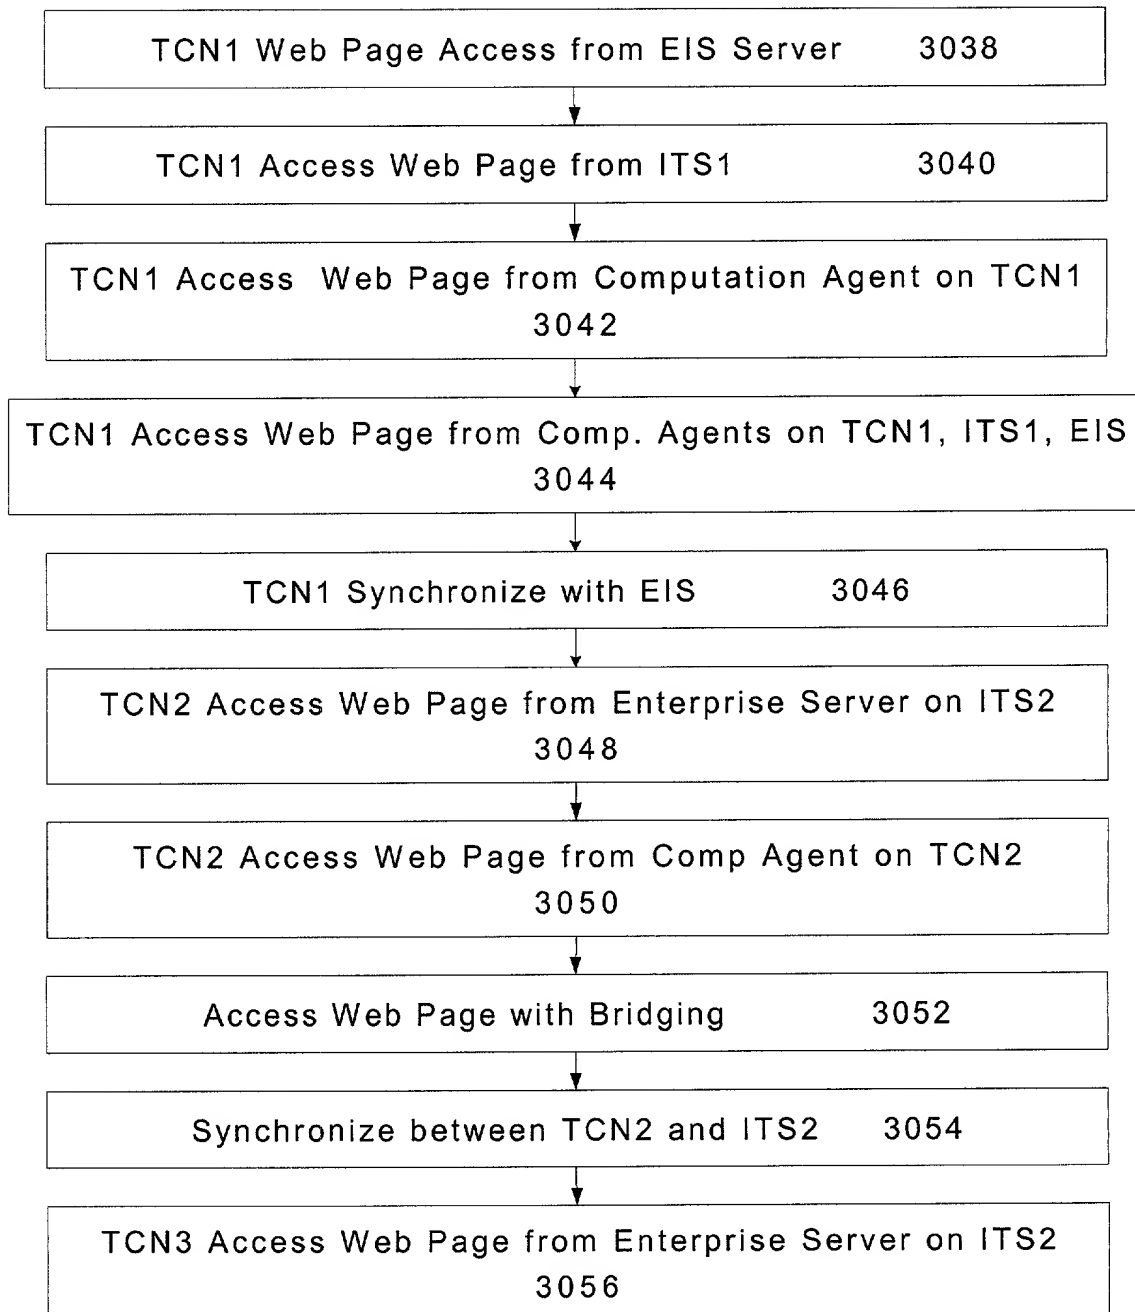 TCN1 Web Page Access from EIS Server 3038
TCN1 Access Web Page from ITS1 3040
TCN1 Access Web Page from Computation Agent on TCN1
3042
TCN1 Access Web Page from Comp. Agents on TCN1, ITS1, EIS
3044
TCN1 Synchronize with EIS 3046
TCN2 Access Web Page from Enterprise Server on ITS2
3048
TCN2 Access Web Page from Comp Agent on TCN2
3050
Access Web Page with Bridging 3052
Synchronize between TCN2 and ITS2 3054
TCN3 Access Web Page from Enterprise Server on ITS2
3056